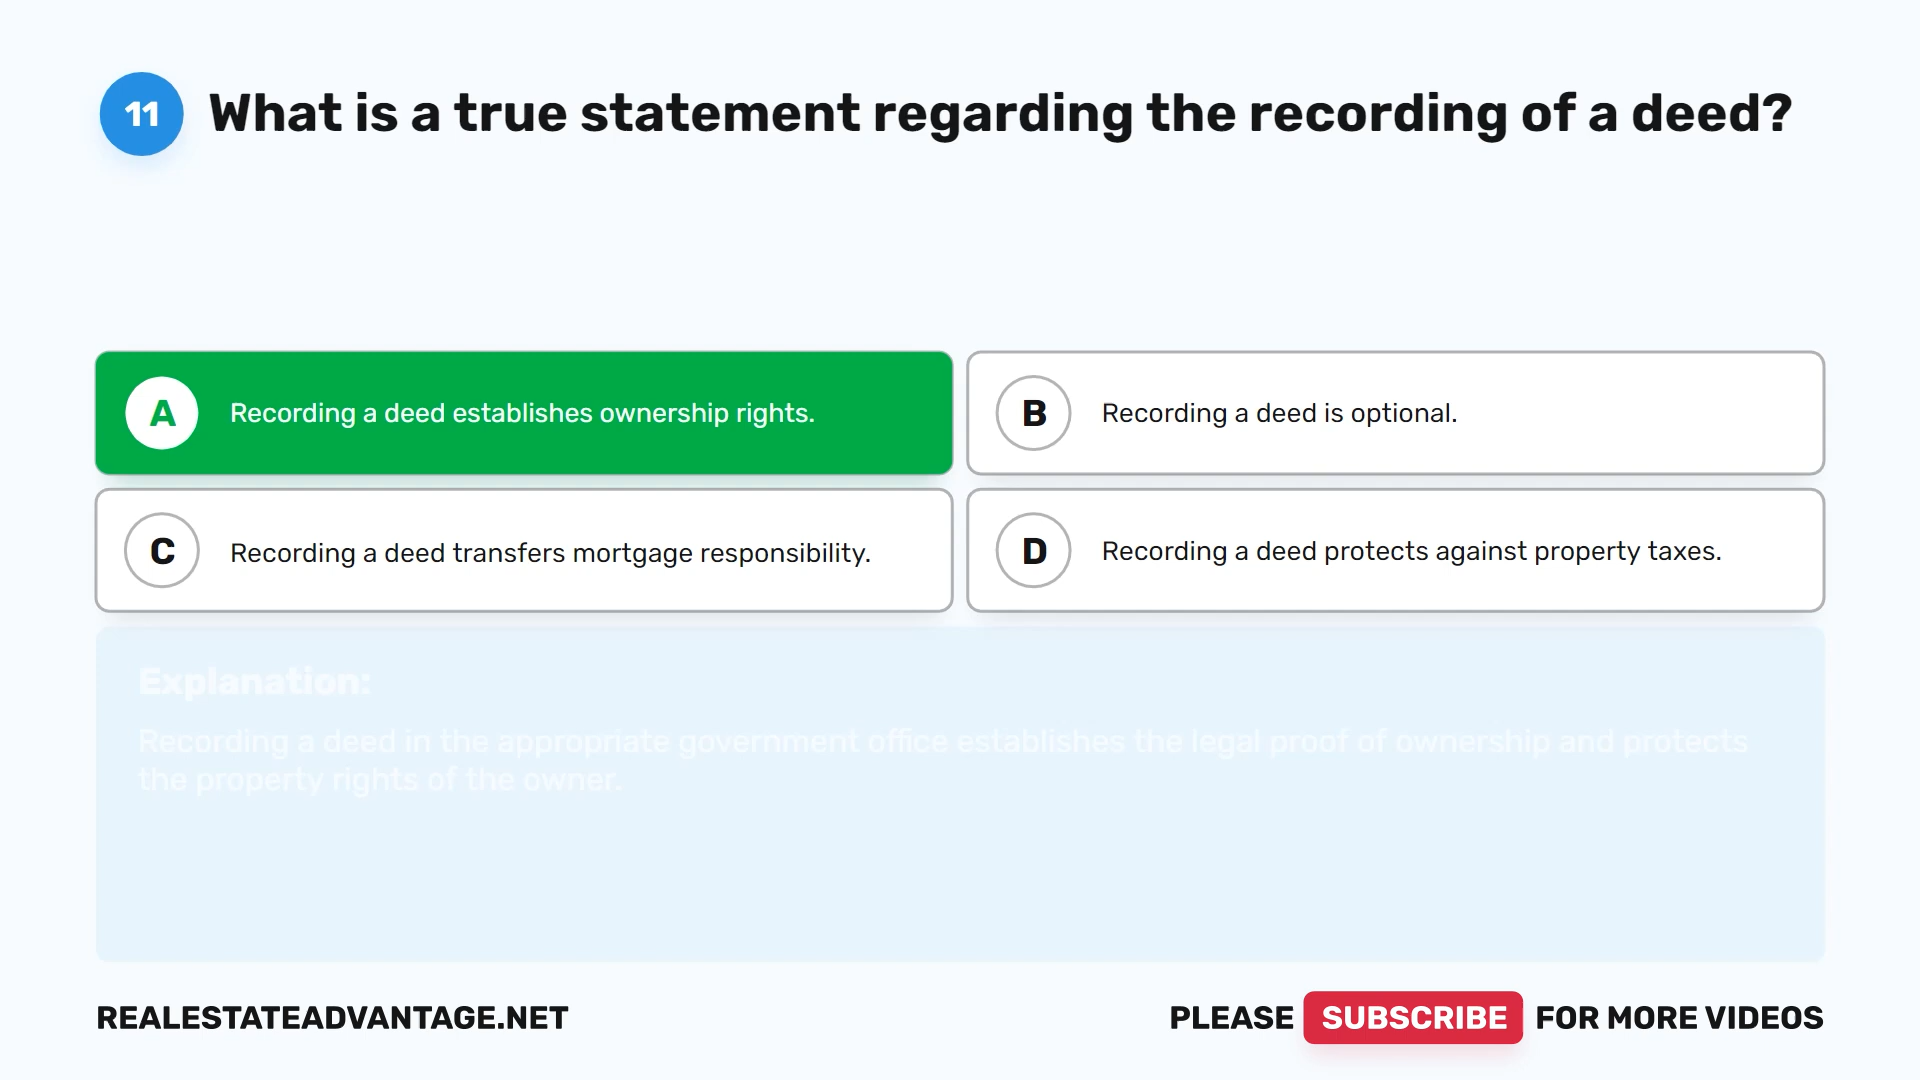 11 What is a true statement regarding the recording of a deed?
A Recording a deed establishes ownership rights.
B Recording a deed is optional.
C Recording a deed transfers mortgage responsibility.
D Recording a deed protects against property taxes.
Explanation:
Recording a deed in the appropriate government office establishes the legal proof of ownership and protects
the property rights of the owner.
REALESTATEADVANTAGE.NET
PLEASE SUBSCRIBE FOR MORE VIDEOS